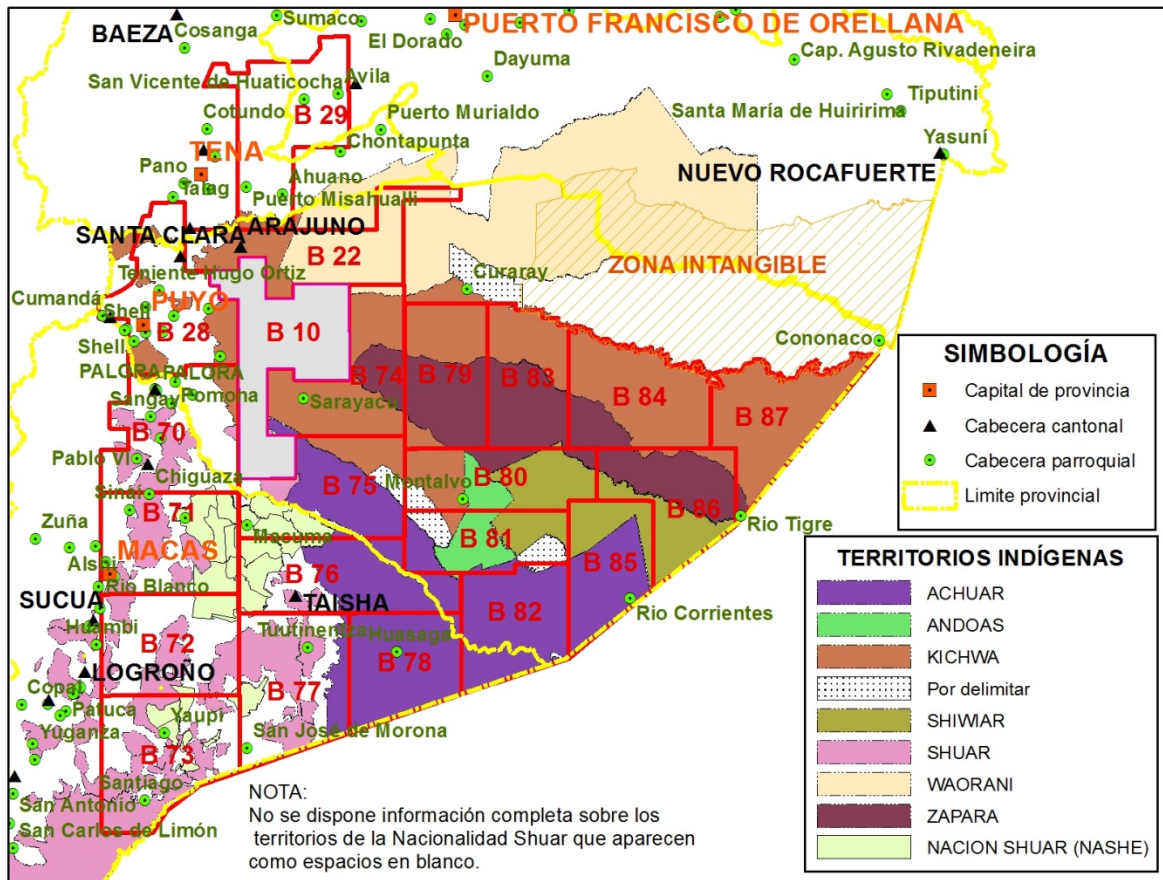 Sumaco
PUERTO FRANCISCO DE ORELLANA
BAEZA
Cosanga
El Dorado
Cap. Agusto Rivadeneira
Dayuma
San Vicente de Huaticocha
Avila
Tiputini
Cotundo
B 29
Puerto Murialdo
Santa María de Huiririma
Yasuní
TENA
Chontapunta
Pano
Talag
Ahuano
NUEVO ROCAFUERTE
Puerto Misahualli
SANTA CLARA
ARAJUNO
B 22
Teniente Hugo Ortiz
Curaray
ZONA INTANGIBLE
Cumandá
PUYO
Shell
B 28
B 10
Cononaco
Shell
PALORA
PALORA
B 74
B 79
B 83
B 84
B 87
Sangay
Pomona
Sarayacu
B 70
Pablo VI
Chiguaza
B 75
Montalvo
B 80
Sinaí
B 71
B 86
Rio Tigre
Zuña
Macuma
B 81
MACAS
Alshi
B 76
B 85
Rio Blanco
SUCUA
TAISHA
B 82
Rio Corrientes
Huambi
B 72
Tuutinentza
Huasaga
LOGROÑO
B 78
Copal
B 77
Patuca
Yaupi
Yuganza
San José de Morona
B 73
Santiago
San Antonio
San Carlos de Limón
NOTA:
No se dispone información completa sobre los
territorios de la Nacionalidad Shuar que aparecen
como espacios en blanco.
SIMBOLOGÍA
Capital de provincia
Cabecera cantonal
Cabecera parroquial
Limite provincial
TERRITORIOS INDÍGENAS
ACHUAR
ANDOAS
KICHWA
Por delimitar
SHIWIAR
SHUAR
WAORANI
ZAPARA
NACION SHUAR (NASHE)